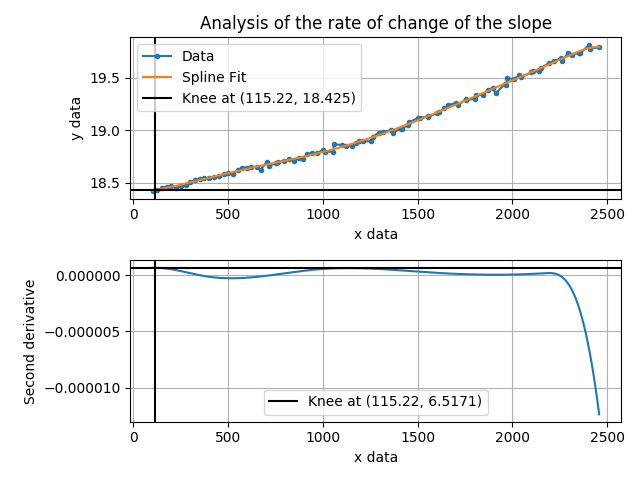 Analysis of the rate of change of the slope
Data
Spline Fit
Knee at (115.22, 18.425)
19.5
19.0
18.5
y data
0 500 1000 1500 2000 2500
x data
0.000000
−0.000005
−0.000010
Second derivative
Knee at (115.22, 6.5171)
0 500 1000 1500 2000 2500
x data